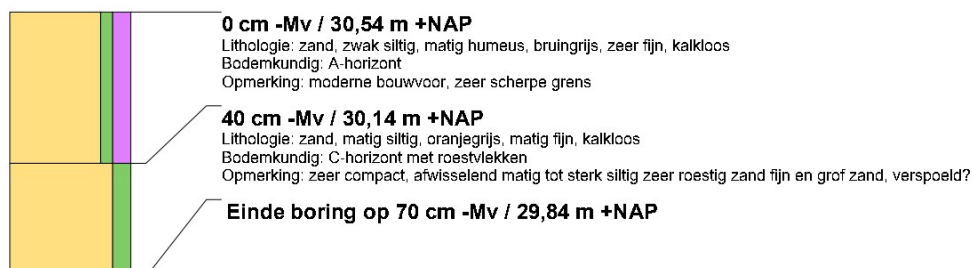 0 cm -Mv / 30,54 m +NAP
Lithologie: zand, zwak siltig, matig humeus, bruingrijs, zeer fijn, kalkloos
Bodemkundig: A-horizont
Opmerking: moderne bouwvoor, zeer scherpe grens
40 cm -Mv / 30,14 m +NAP
Lithologie: zand, matig siltig, oranjegrijs, matig fijn, kalkloos
Bodemkundig: C-horizont met roestvlekken
Opmerking: zeer compact, afwisselend matig tot sterk siltig zeer roestig zand fijn en grof zand, verspoeld?
Einde boring op 70 cm -Mv / 29,84 m +NAP